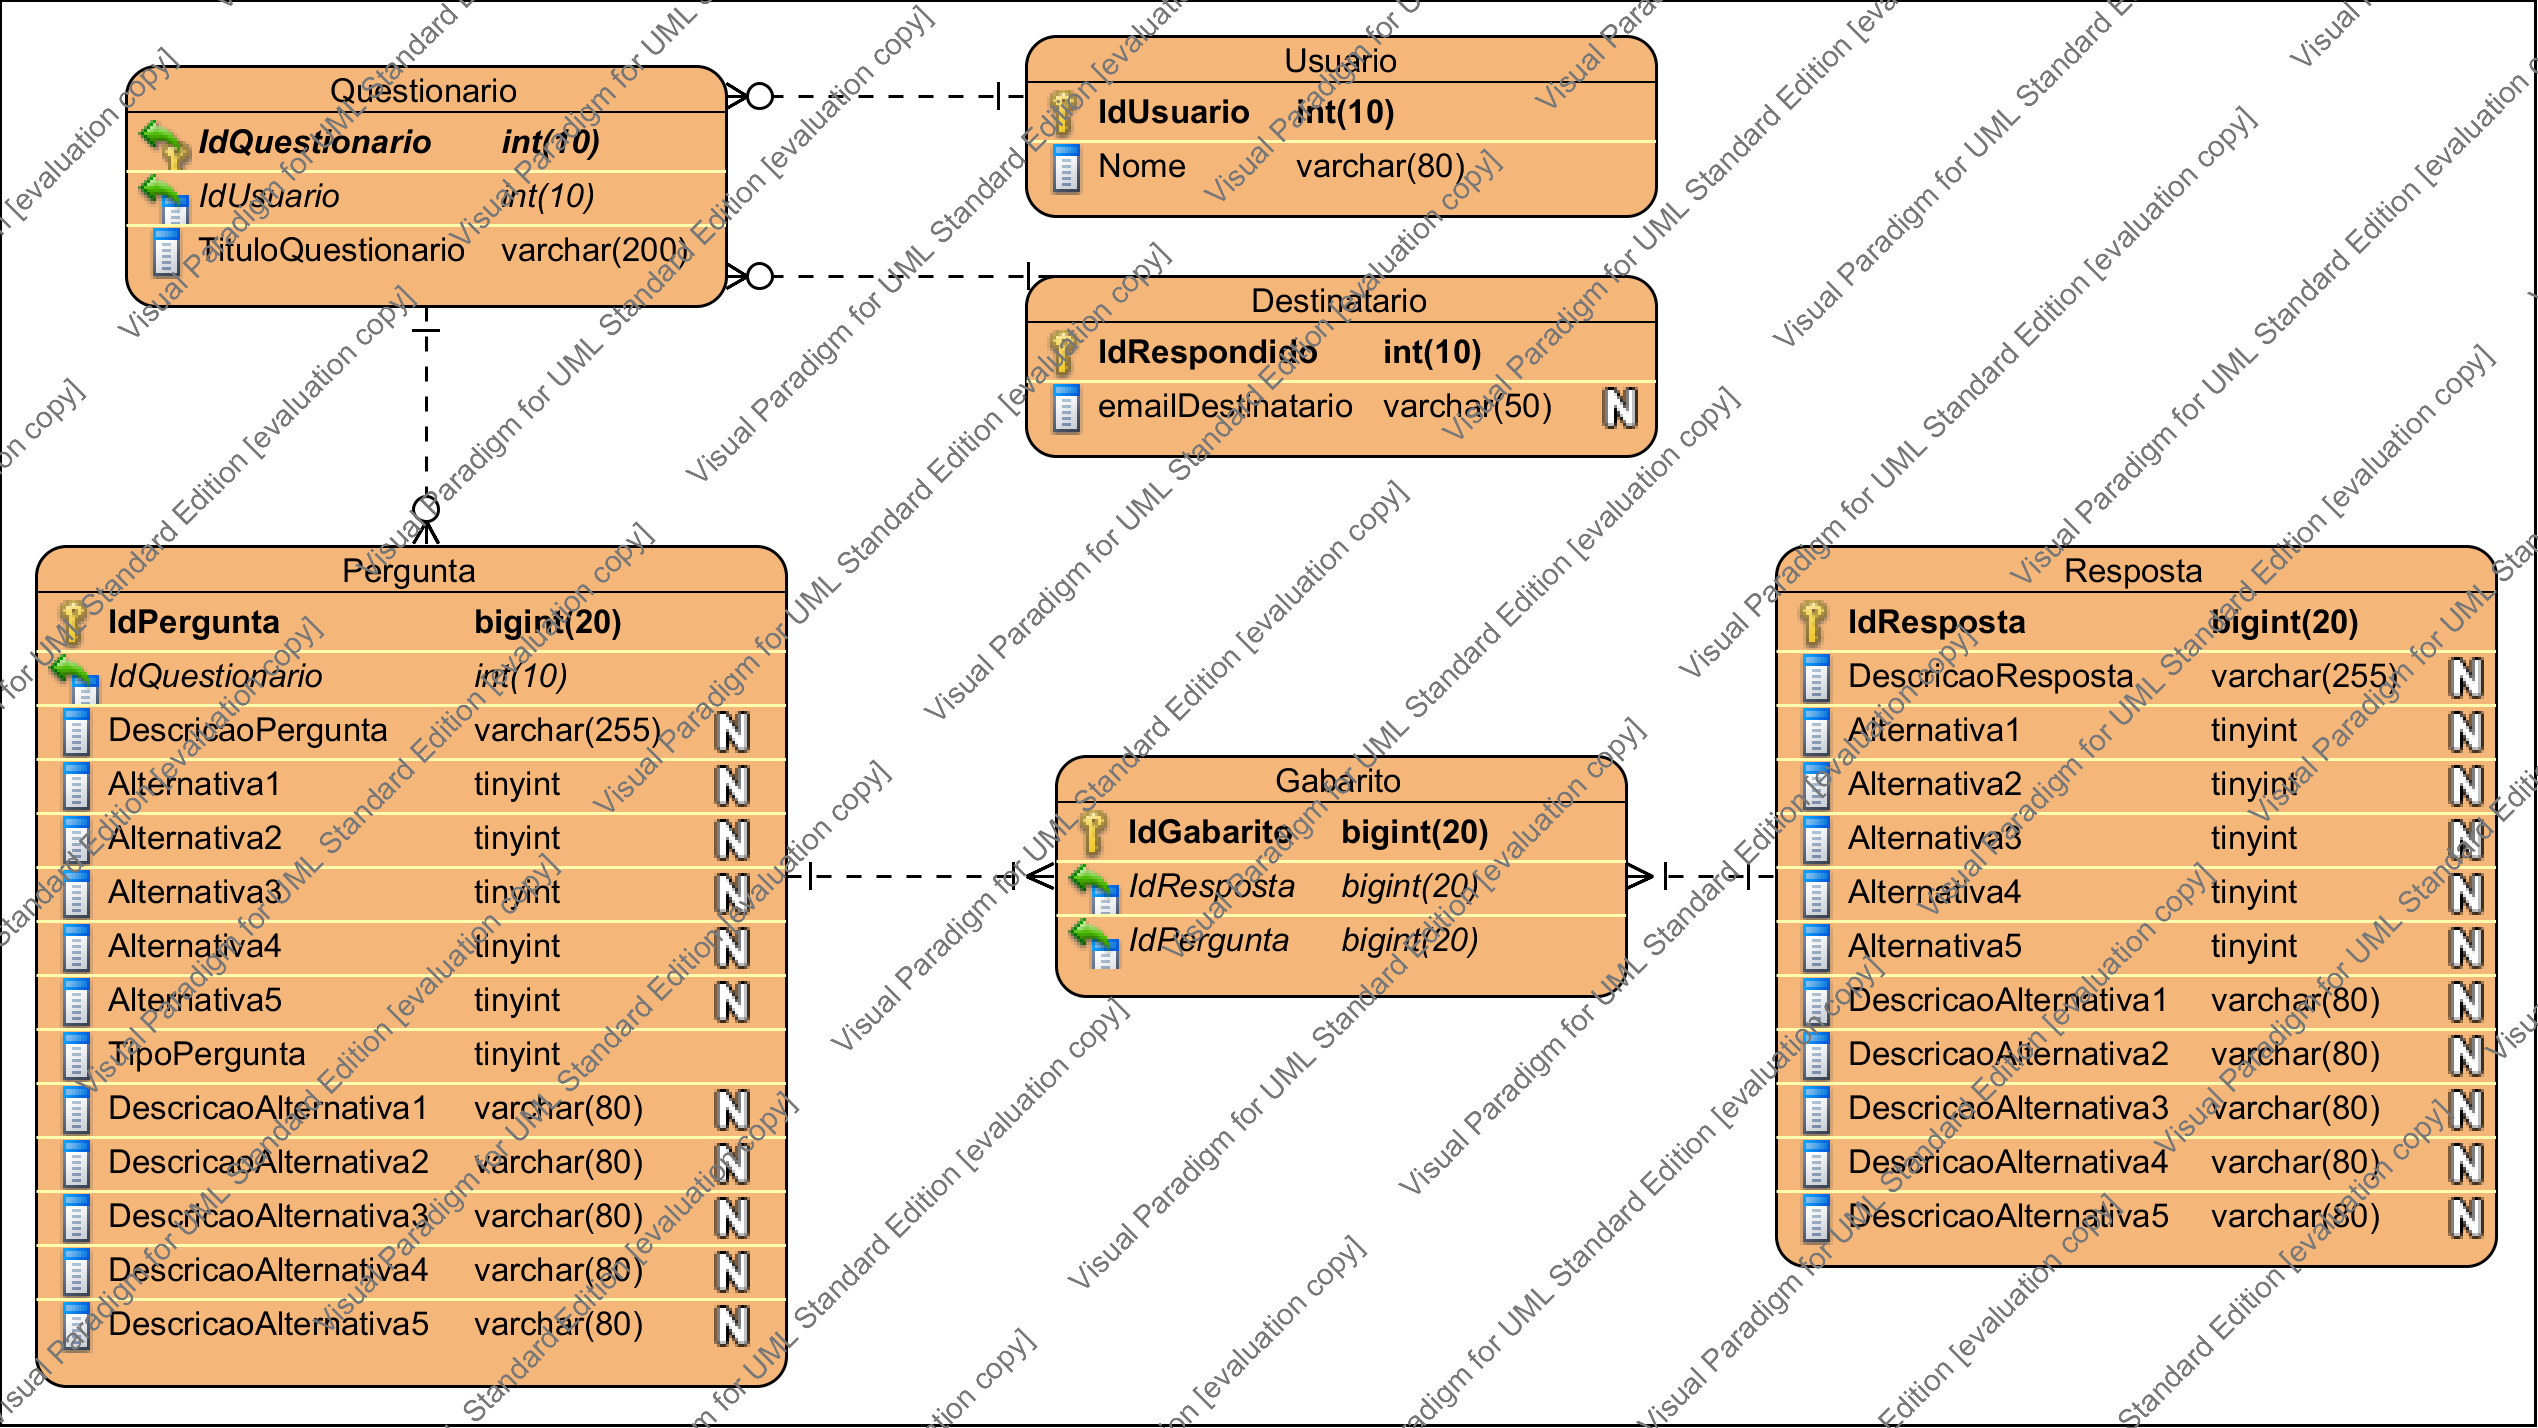 Questionario
IdQuestionario int(10)
IdUsuario int(10)
TituloQuestionario varchar(200)
Usuario
IdUsuario int(10)
Nome varchar(80)
Destinatario
IdRespondido int(10)
emailDestinatario varchar(50) N
Pergunta
IdPergunta bigint(20)
IdQuestionario int(10)
DescricaoPergunta varchar(255) N
Alternativa1 tinyint N
Alternativa2 tinyint N
Alternativa3 tinyint N
Alternativa4 tinyint N
Alternativa5 tinyint N
TipoPergunta tinyint
DescricaoAlternativa1 varchar(80) N
DescricaoAlternativa2 varchar(80) N
DescricaoAlternativa3 varchar(80) N
DescricaoAlternativa4 varchar(80) N
DescricaoAlternativa5 varchar(80) N
Gabarito
IdGabarito bigint(20)
IdResposta bigint(20)
IdPergunta bigint(20)
Resposta
IdResposta bigint(20)
DescricaoResposta varchar(255) N
Alternativa1 tinyint N
Alternativa2 tinyint N
Alternativa3 tinyint N
Alternativa4 tinyint N
Alternativa5 tinyint N
DescricaoAlternativa1 varchar(80) N
DescricaoAlternativa2 varchar(80) N
DescricaoAlternativa3 varchar(80) N
DescricaoAlternativa4 varchar(80) N
DescricaoAlternativa5 varchar(80) N
Visual Paradigm for UML Standard Edition [evaluation copy]